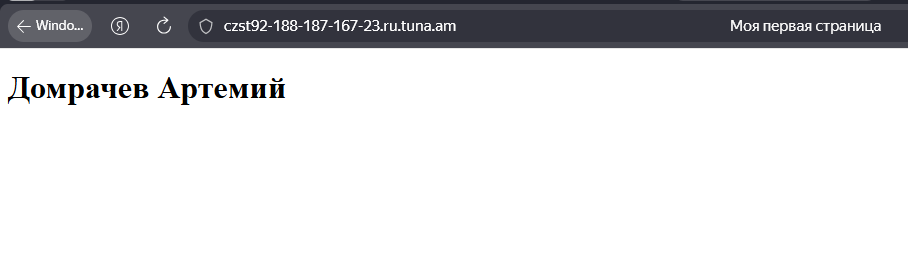 Windo... Я czst92-188-187-167-23.ru.tuna.am Моя первая страница
Домрачев Артемий